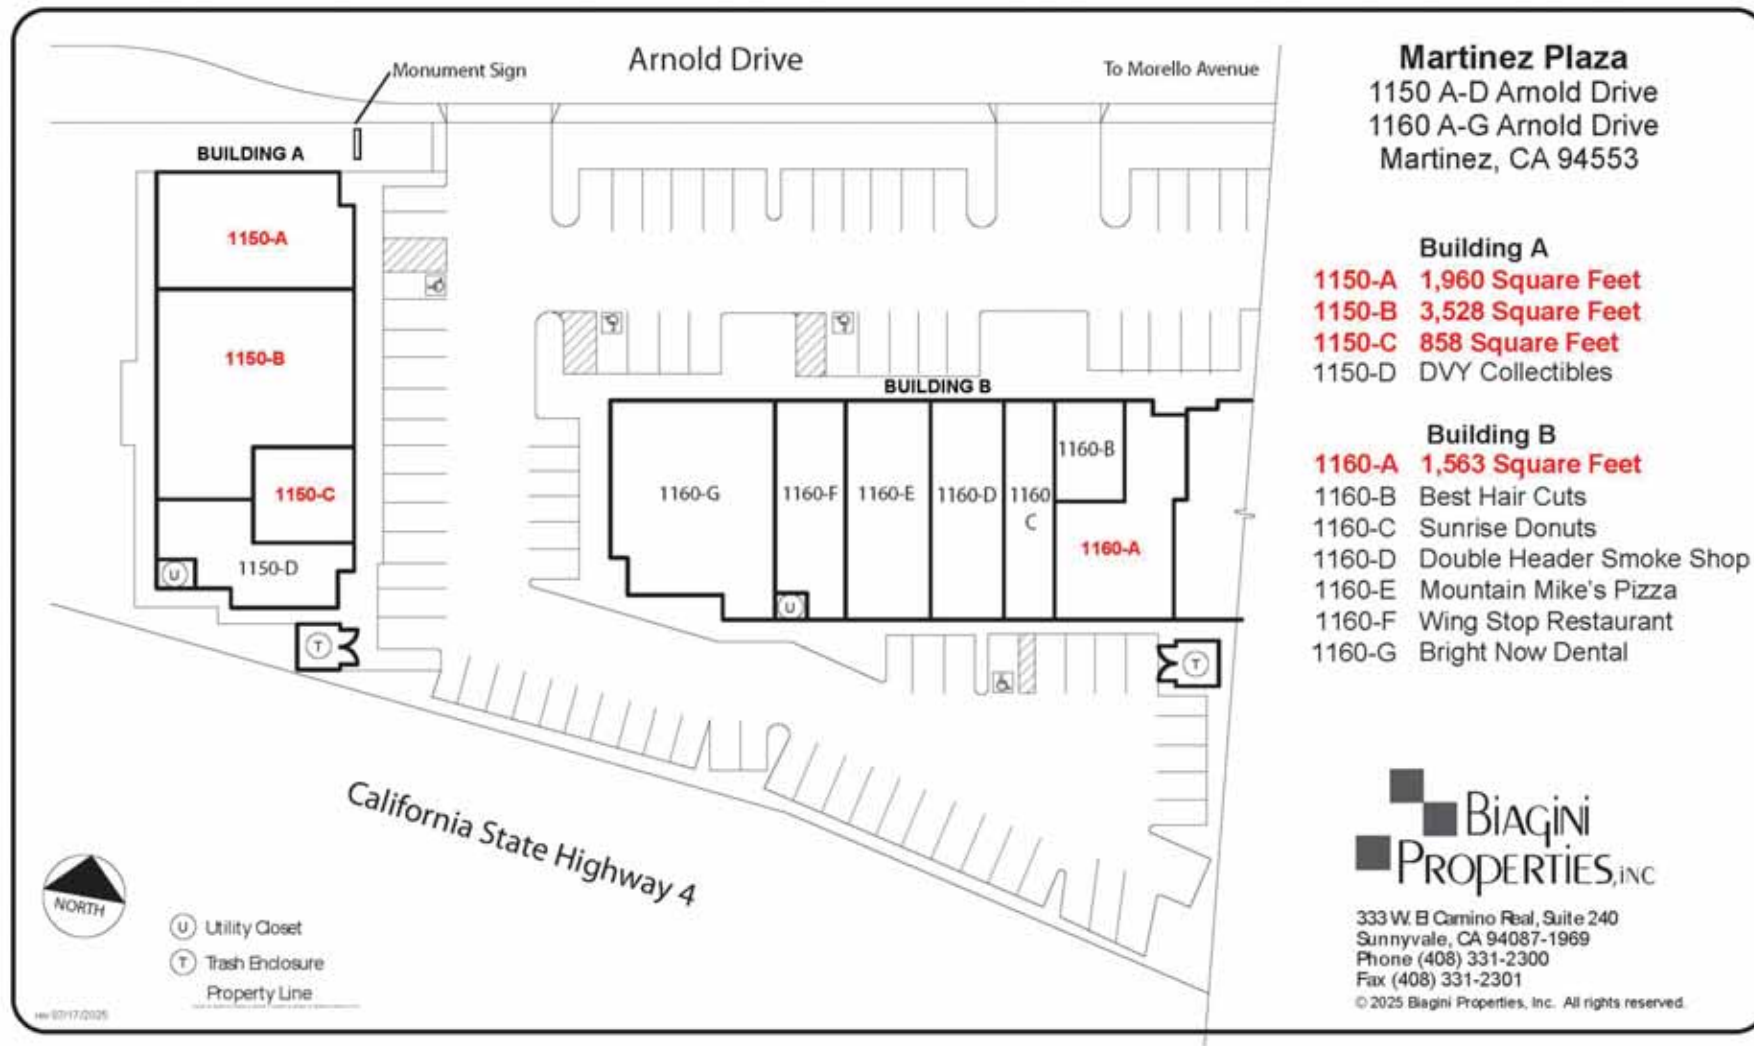 Arnold Drive
Monument Sign
To Morello Avenue
BUILDING A
1150-A
1150-B
1150-C
1150-D
U
T
BUILDING B
1160-G
1160-F
1160-E
1160-D
1160
C
1160-B
1160-A
U
T
California State Highway 4
NORTH
U Utility Closet
T Trash Enclosure
Property Line
rev 07/17/2025
Martinez Plaza
1150 A-D Arnold Drive
1160 A-G Arnold Drive
Martinez, CA 94553
Building A
1150-A 1,960 Square Feet
1150-B 3,528 Square Feet
1150-C 858 Square Feet
1150-D DVY Collectibles
Building B
1160-A 1,563 Square Feet
1160-B Best Hair Cuts
1160-C Sunrise Donuts
1160-D Double Header Smoke Shop
1160-E Mountain Mike's Pizza
1160-F Wing Stop Restaurant
1160-G Bright Now Dental
BiAGiNi
PROPERTiES, iNC
333 W. El Camino Real, Suite 240
Sunnyvale, CA 94087-1969
Phone (408) 331-2300
Fax (408) 331-2301
© 2025 Biagini Properties, Inc. All rights reserved.